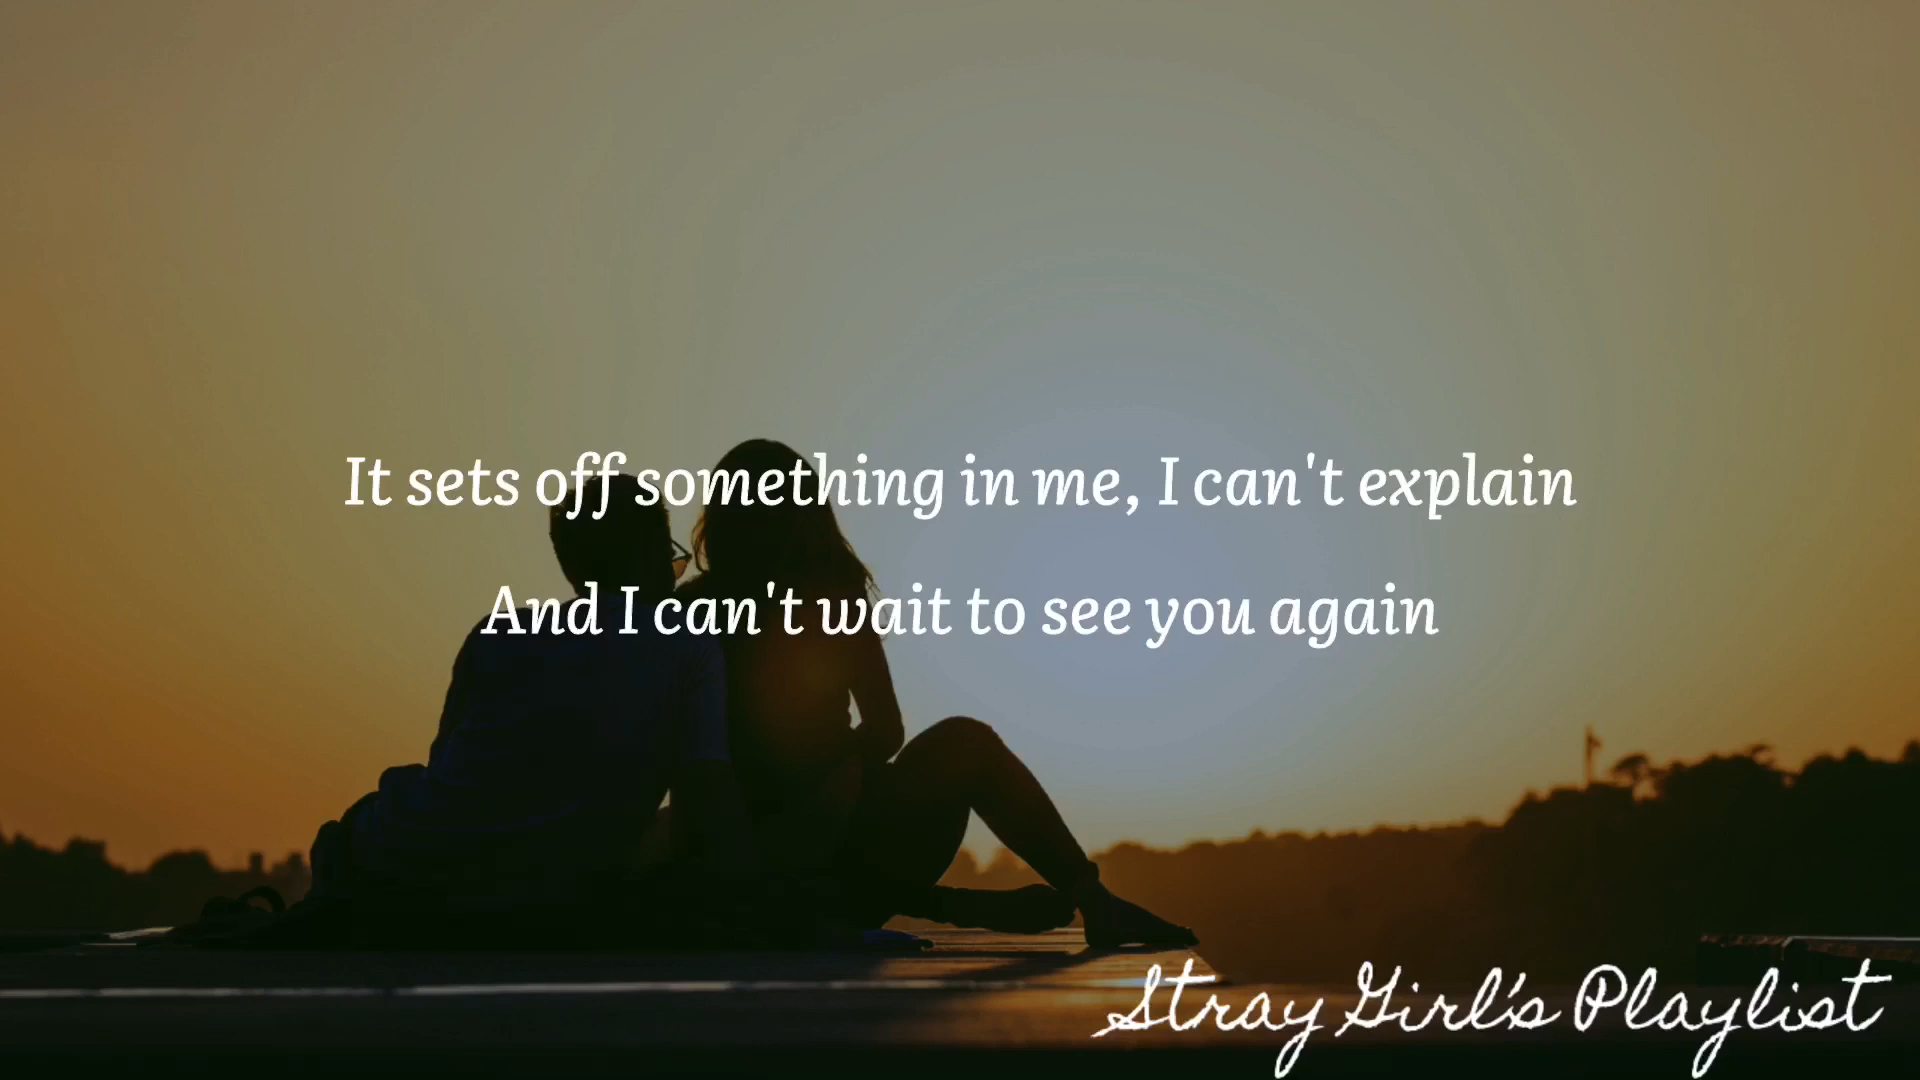 It sets off something in me, I can't explain
And I can't wait to see you again
Stray Girl's Playlist